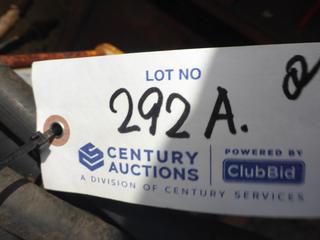 LOT NO
292 A.
CENTURY AUCTIONS
A DIVISION OF CENTURY SERVICES
POWERED BY
ClubBid